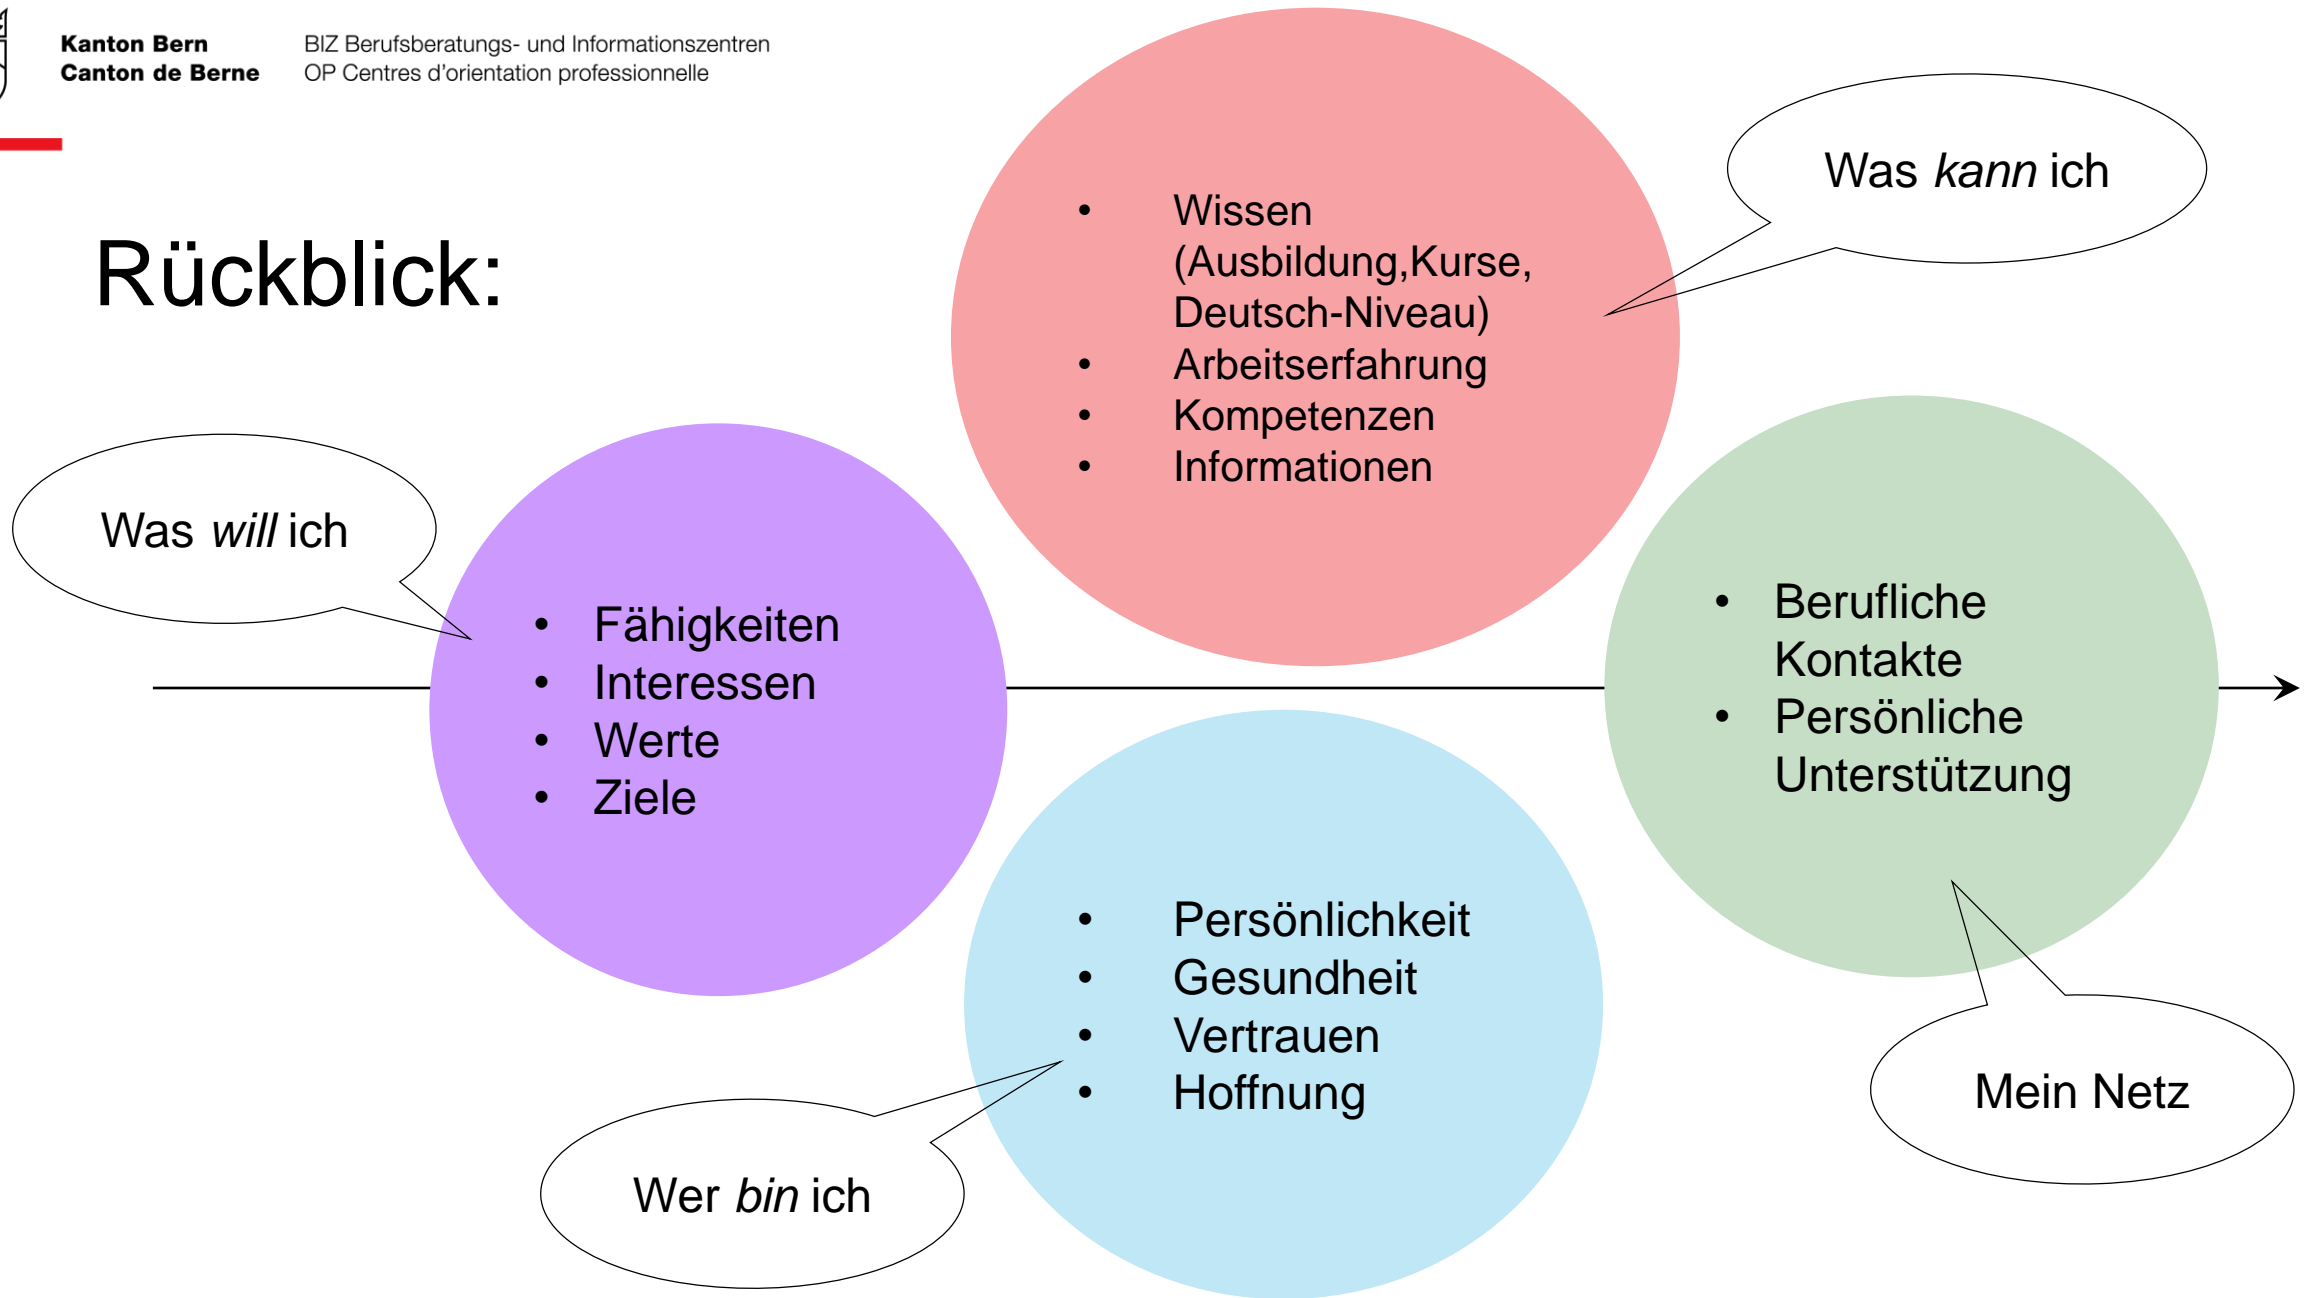 Kanton Bern
Canton de Berne
BIZ Berufsberatungs- und Informationszentren
OP Centres d'orientation professionnelle
Rückblick:
Was kann ich
• Wissen
(Ausbildung,Kurse,
Deutsch-Niveau)
• Arbeitserfahrung
• Kompetenzen
• Informationen
Was will ich
• Fähigkeiten
• Interessen
• Werte
• Ziele
• Berufliche
Kontakte
• Persönliche
Unterstützung
• Persönlichkeit
• Gesundheit
• Vertrauen
• Hoffnung
Wer bin ich
Mein Netz